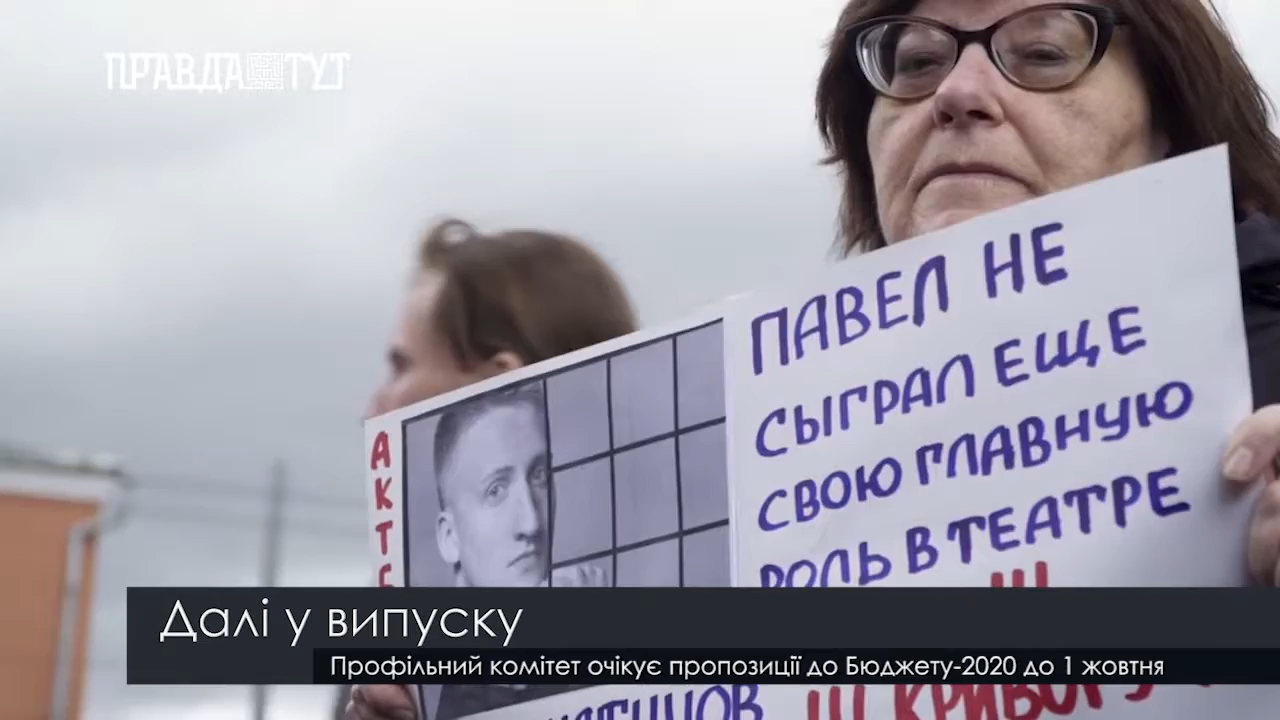 ПРАВДА ТУТ
ПАВЕЛ НЕ
СЫГРАЛ ЕЩЕ
СВОЮ ГЛАВНУЮ
РОЛЬ В ТЕАТРЕ
Далі у випуску
Профільний комітет очікує пропозиції до Бюджету-2020 до 1 жовтня